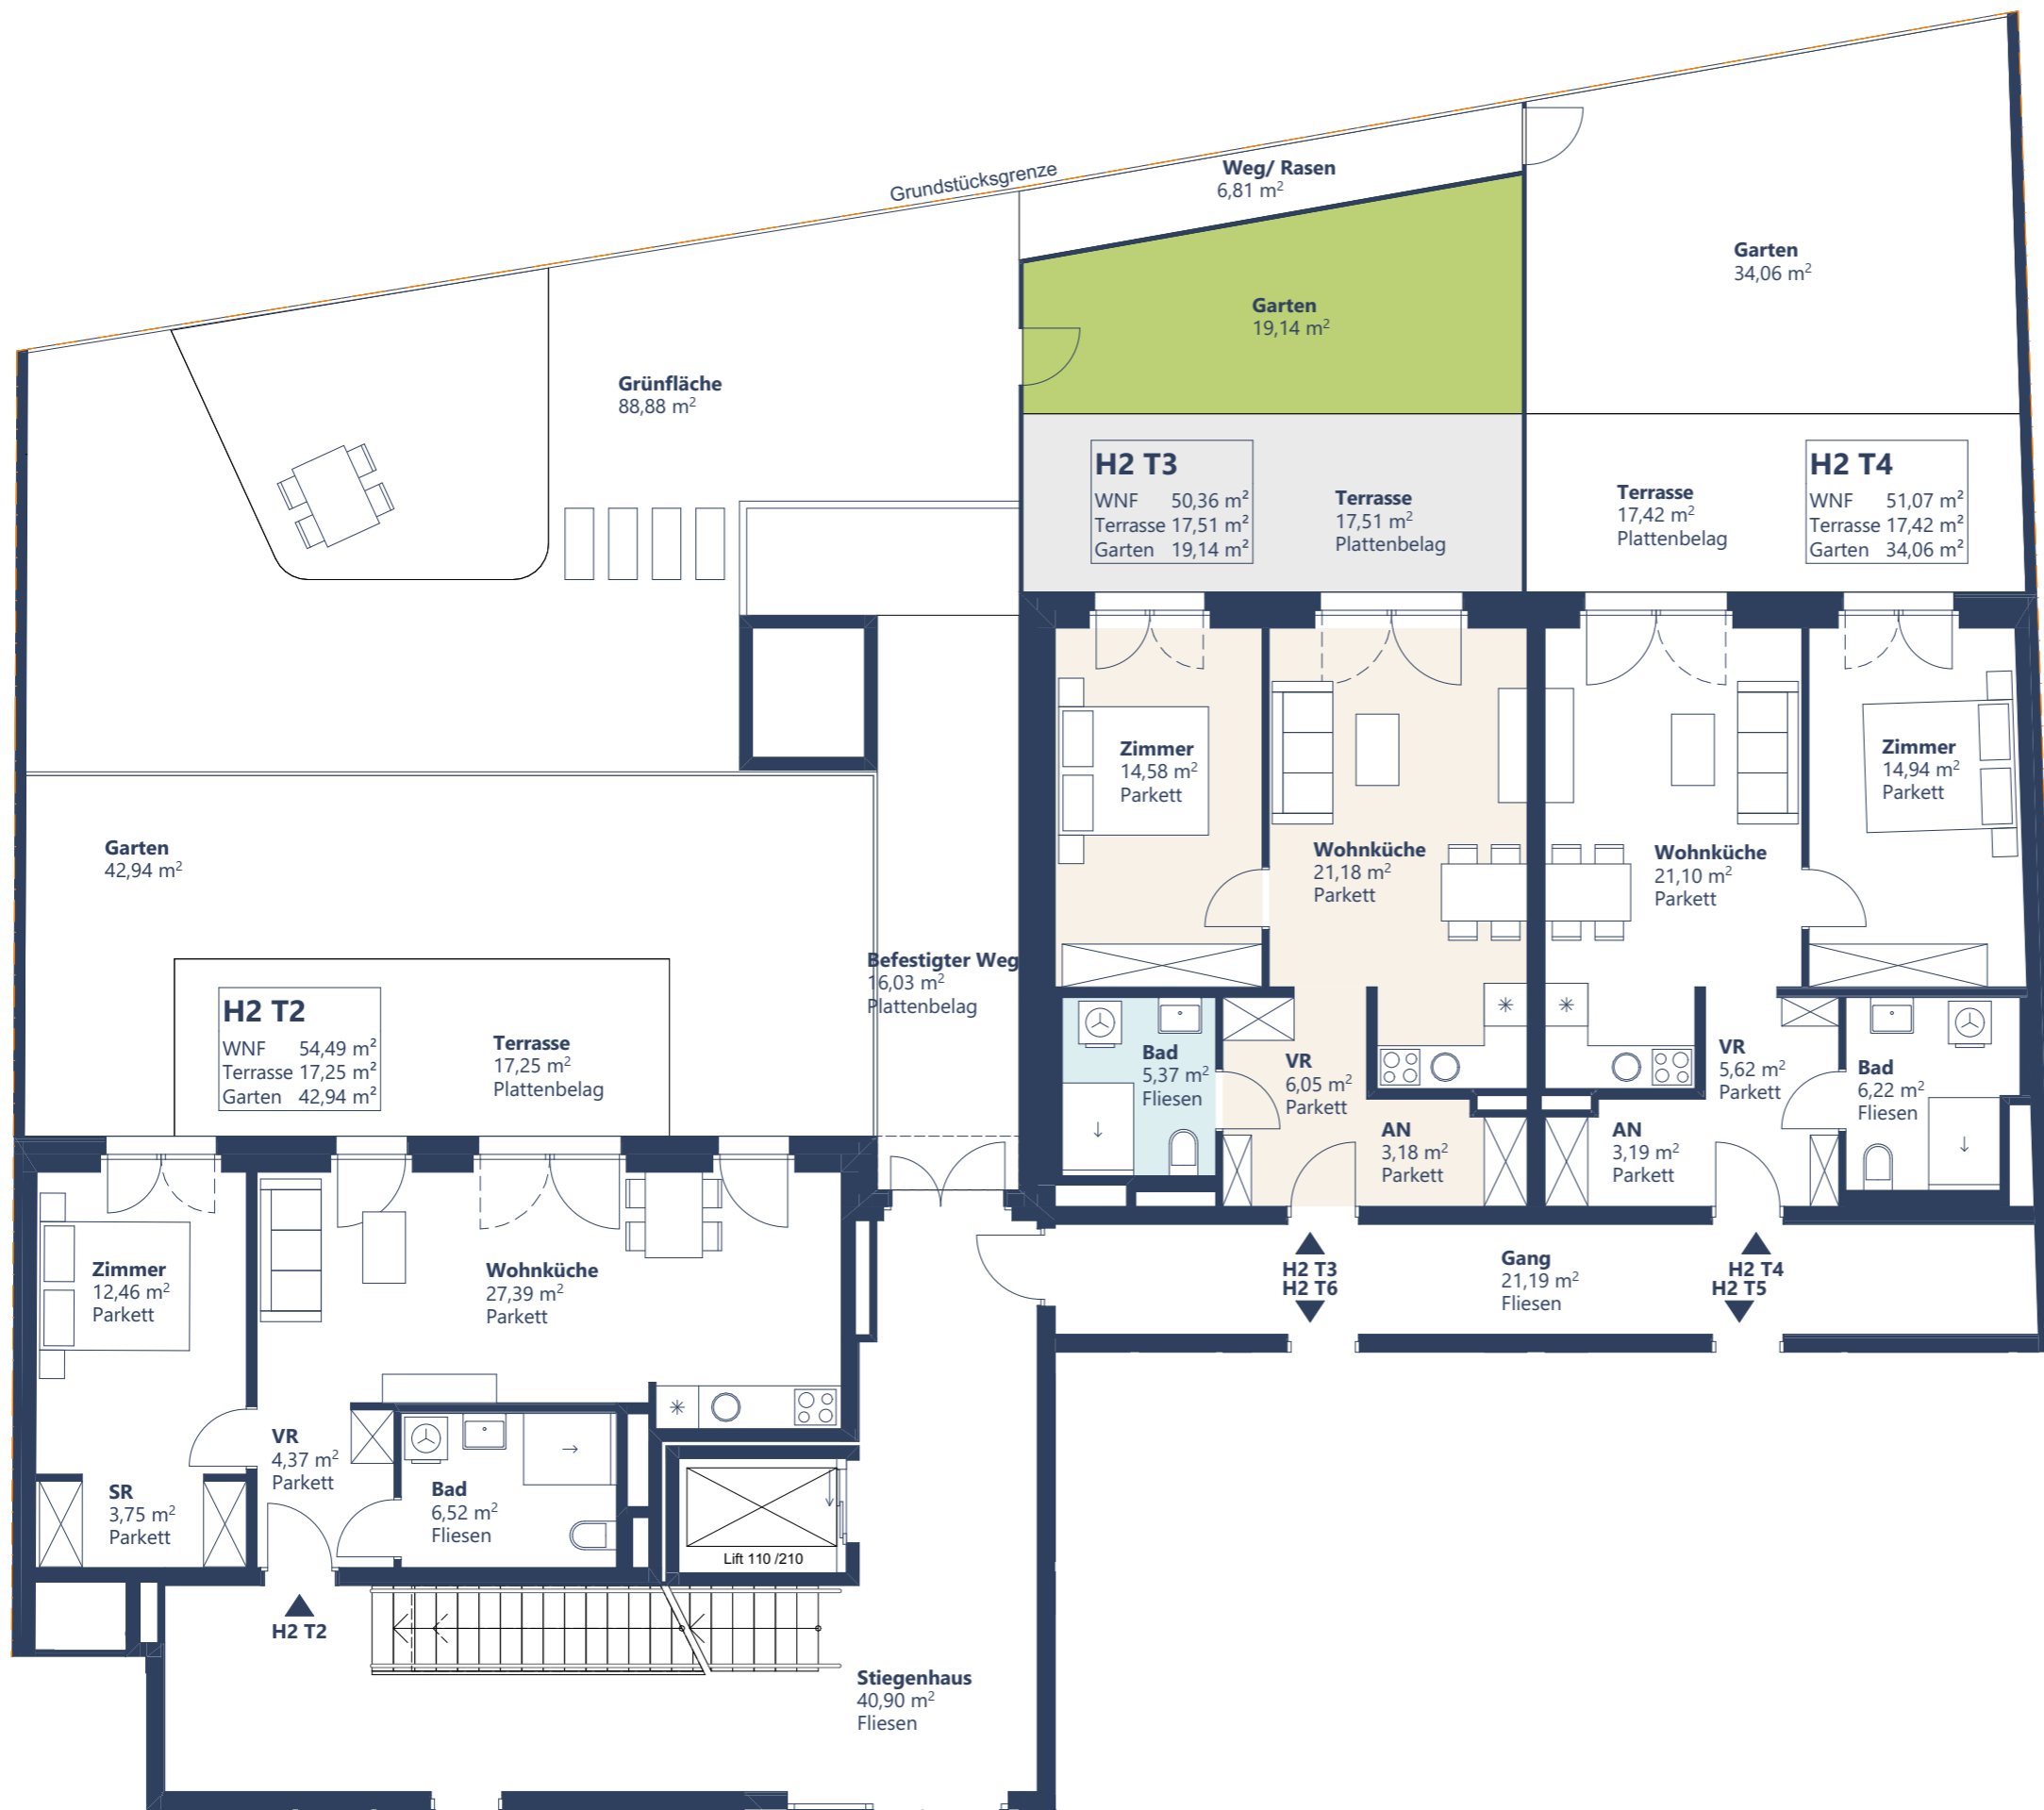 Grundstücksgrenze
Weg/ Rasen
6,81 m²
Garten
34,06 m²
Garten
19,14 m²
Grünfläche
88,88 m²
H2 T3
WNF 50,36 m²
Terrasse 17,51 m²
Garten 19,14 m²
Terrasse
17,51 m²
Plattenbelag
Terrasse
17,42 m²
Plattenbelag
H2 T4
WNF 51,07 m²
Terrasse 17,42 m²
Garten 34,06 m²
Zimmer
14,58 m²
Parkett
Wohnküche
21,18 m²
Parkett
Wohnküche
21,10 m²
Parkett
Zimmer
14,94 m²
Parkett
Garten
42,94 m²
Befestigter Weg
16,03 m²
Plattenbelag
H2 T2
WNF 54,49 m²
Terrasse 17,25 m²
Garten 42,94 m²
Terrasse
17,25 m²
Plattenbelag
Bad
5,37 m²
Fliesen
VR
6,05 m²
Parkett
AN
3,18 m²
Parkett
AN
3,19 m²
Parkett
VR
5,62 m²
Parkett
Bad
6,22 m²
Fliesen
Zimmer
12,46 m²
Parkett
Wohnküche
27,39 m²
Parkett
H2 T3
H2 T6
Gang
21,19 m²
Fliesen
H2 T4
H2 T5
VR
4,37 m²
Parkett
SR
3,75 m²
Parkett
Bad
6,52 m²
Fliesen
Lift 110 /210
H2 T2
Stiegenhaus
40,90 m²
Fliesen